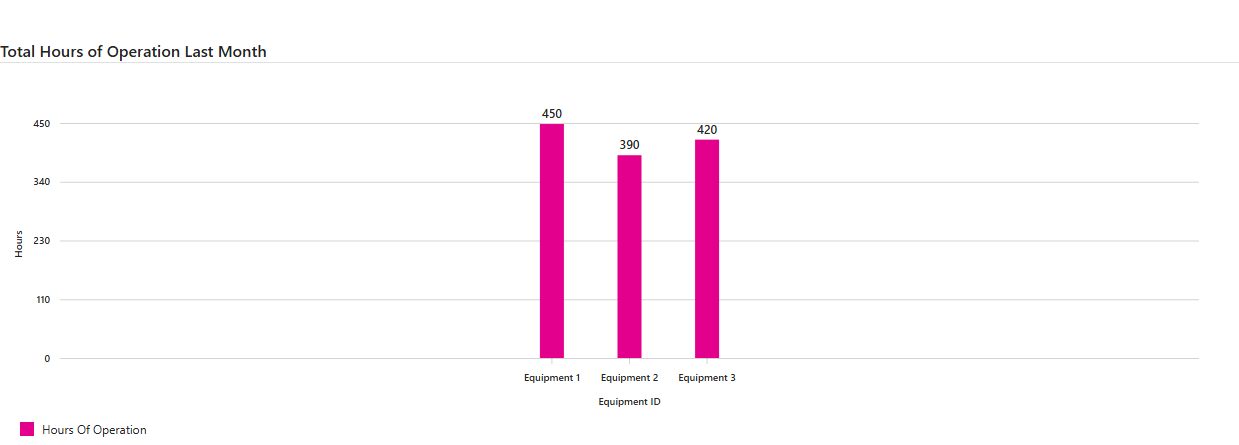 Total Hours of Operation Last Month
450
390
420
450
340
230
110
0
Hours
Equipment 1 Equipment 2 Equipment 3
Equipment ID
Hours Of Operation